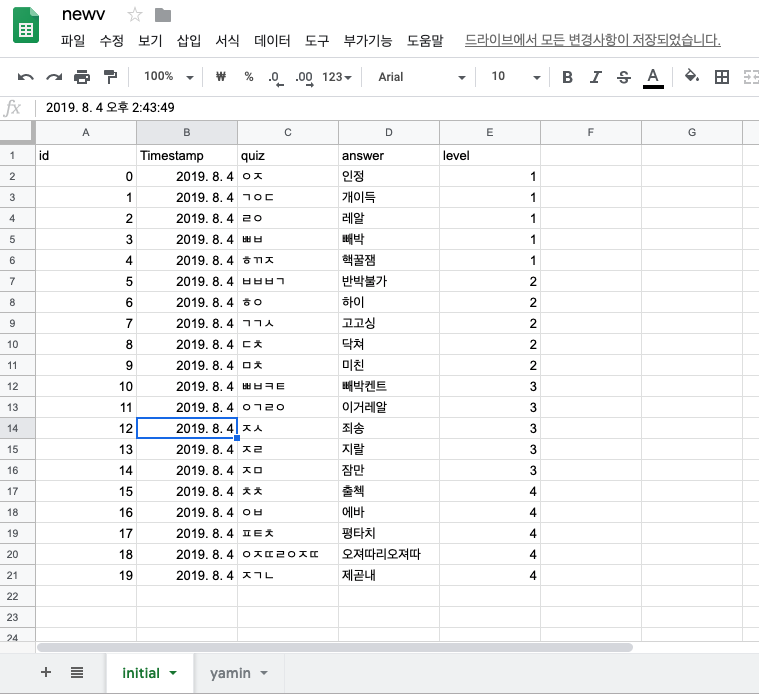 newv
파일 수정 보기 삽입 서식 데이터 도구 부가기능 도움말 드라이브에서 모든 변경사항이 저장되었습니다.
100% ₩ % .0 .00 123 Arial 10 B I S A
fx 2019. 8. 4 오후 2:43:49
A B C D E F G
1 id Timestamp quiz answer level
2 0 2019. 8. 4 ㅇㅈ 인정 1
3 1 2019. 8. 4 ㄱㅇㄷ 개이득 1
4 2 2019. 8. 4 ㄹㅇ 레알 1
5 3 2019. 8. 4 ㅃㅂ 빼박 1
6 4 2019. 8. 4 ㅎㄲㅈ 핵꿀잼 1
7 5 2019. 8. 4 ㅂㅂㅂㄱ 반박불가 2
8 6 2019. 8. 4 ㅎㅇ 하이 2
9 7 2019. 8. 4 ㄱㄱㅅ 고고싱 2
10 8 2019. 8. 4 ㄷㅊ 닥쳐 2
11 9 2019. 8. 4 ㅁㅊ 미친 2
12 10 2019. 8. 4 ㅃㅂㅋㅌ 빼박켄트 3
13 11 2019. 8. 4 ㅇㄱㄹㅇ 이거레알 3
14 12 2019. 8. 4 ㅈㅅ 죄송 3
15 13 2019. 8. 4 ㅈㄹ 지랄 3
16 14 2019. 8. 4 ㅈㅁ 잠만 3
17 15 2019. 8. 4 ㅊㅊ 출첵 4
18 16 2019. 8. 4 ㅇㅂ 에바 4
19 17 2019. 8. 4 ㅍㅌㅊ 평타치 4
20 18 2019. 8. 4 ㅇㅈㄸㄹㅇㅈㄸ 오져따리오져따 4
21 19 2019. 8. 4 ㅈㄱㄴ 제곧내 4
22
23
24
+ initial yamin